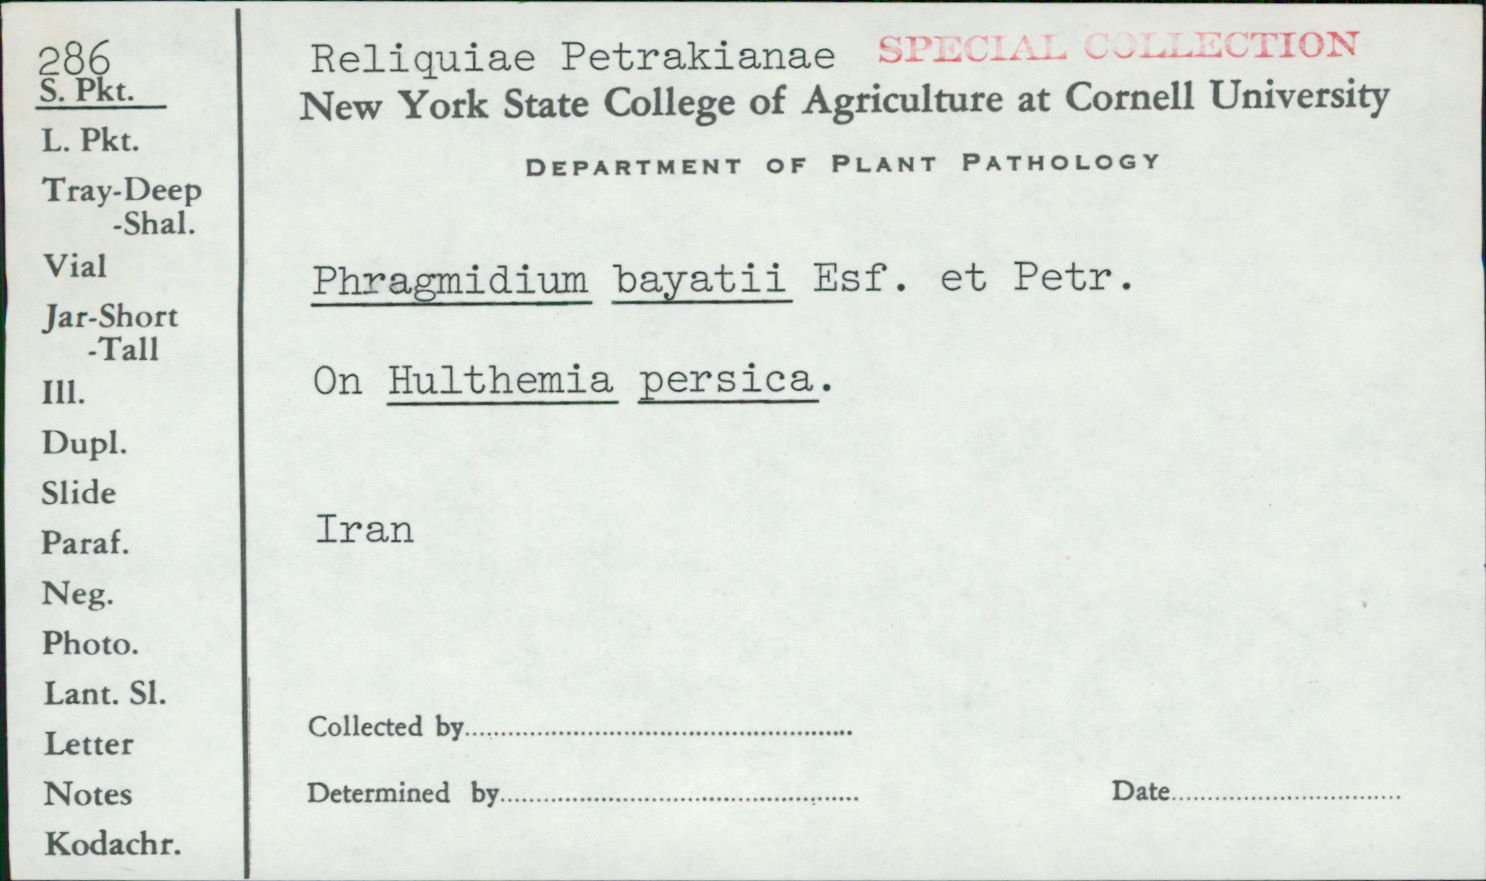 286
S. Pkt.
L. Pkt.
Tray-Deep
-Shal.
Vial
Jar-Short
-Tall
Ill.
Dupl.
Slide
Paraf.
Neg.
Photo.
Lant. Sl.
Letter
Notes
Kodachr.
Reliquiae Petrakianae SPECIAL COLLECTION
New York State College of Agriculture at Cornell University
DEPARTMENT OF PLANT PATHOLOGY
Phragmidium bayatii Esf. et Petr.
On Hulthemia persica.
Iran
Collected by
Determined by
Date